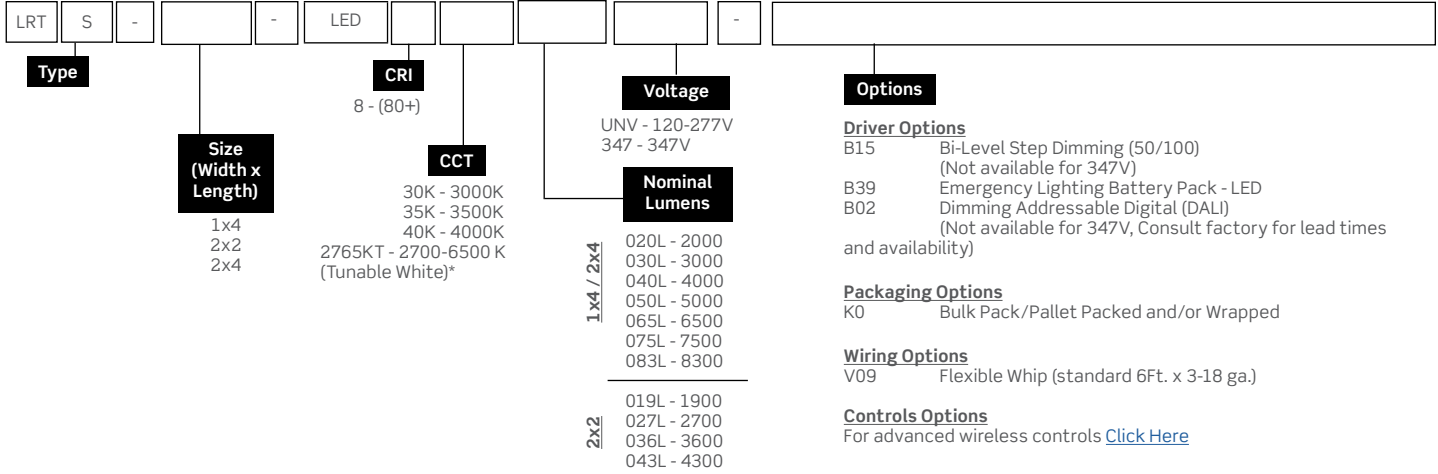 LRT S - - LED -
Type
Size
(Width x
Length)
1x4
2x2
2x4
CRI
8 - (80+)
CCT
30K - 3000K
35K - 3500K
40K - 4000K
2765KT - 2700-6500 K
(Tunable White)*
Voltage
UNV - 120-277V
347 - 347V
Nominal
Lumens
1x4 / 2x4
020L - 2000
030L - 3000
040L - 4000
050L - 5000
065L - 6500
075L - 7500
083L - 8300
2x2
019L - 1900
027L - 2700
036L - 3600
043L - 4300
Options
Driver Options
B15 Bi-Level Step Dimming (50/100)
(Not available for 347V)
B39 Emergency Lighting Battery Pack - LED
B02 Dimming Addressable Digital (DALI)
(Not available for 347V, Consult factory for lead times
and availability)
Packaging Options
K0 Bulk Pack/Pallet Packed and/or Wrapped
Wiring Options
V09 Flexible Whip (standard 6Ft. x 3-18 ga.)
Controls Options
For advanced wireless controls Click Here